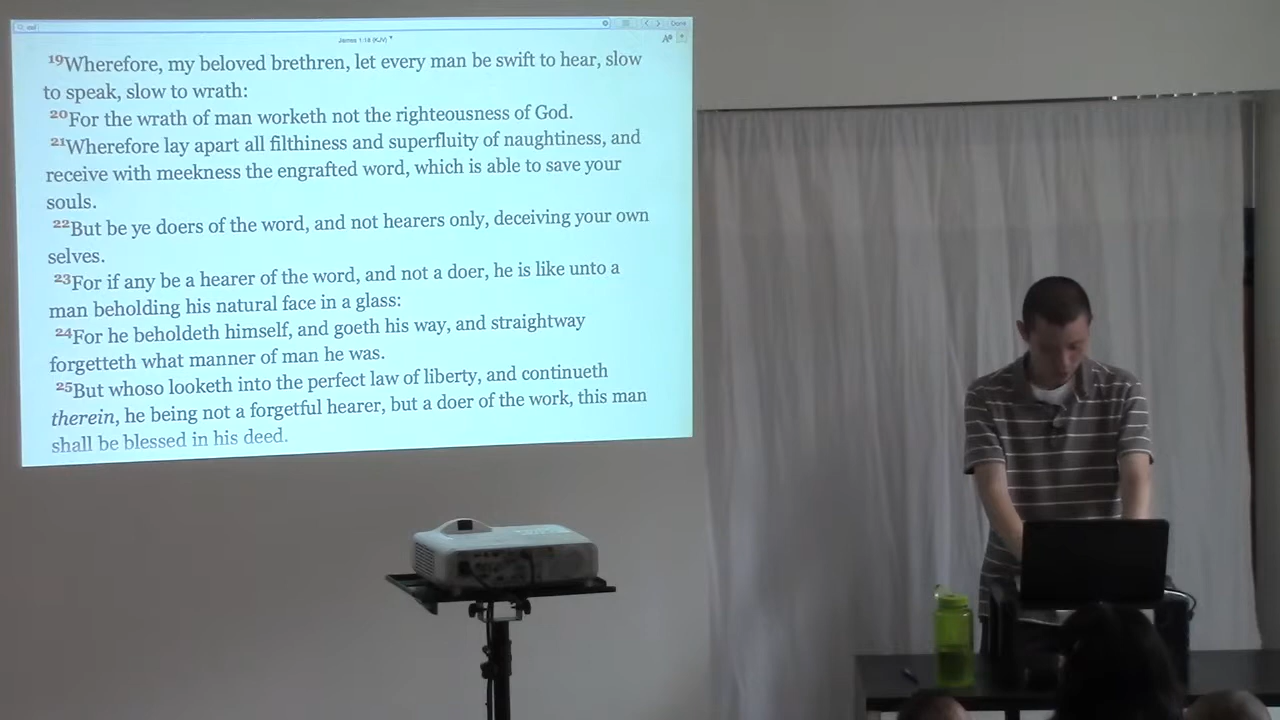 Done
James 1:18 (KJV)
19Wherefore, my beloved brethren, let every man be swift to hear, slow
to speak, slow to wrath:
20For the wrath of man worketh not the righteousness of God.
21Wherefore lay apart all filthiness and superfluity of naughtiness, and
receive with meekness the engrafted word, which is able to save your
souls.
22But be ye doers of the word, and not hearers only, deceiving your own
selves.
23For if any be a hearer of the word, and not a doer, he is like unto a
man beholding his natural face in a glass:
24For he beholdeth himself, and goeth his way, and straightway
forgetteth what manner of man he was.
25But whoso looketh into the perfect law of liberty, and continueth
therein, he being not a forgetful hearer, but a doer of the work, this man
shall be blessed in his deed.